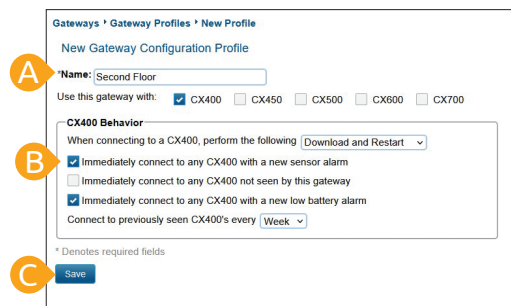 Gateways ‣ Gateway Profiles ‣ New Profile
New Gateway Configuration Profile
A
*Name: Second Floor
Use this gateway with: CX400 CX450 CX500 CX600 CX700
CX400 Behavior
When connecting to a CX400, perform the following Download and Restart
B
Immediately connect to any CX400 with a new sensor alarm
Immediately connect to any CX400 not seen by this gateway
Immediately connect to any CX400 with a new low battery alarm
Connect to previously seen CX400's every Week
* Denotes required fields
C
Save